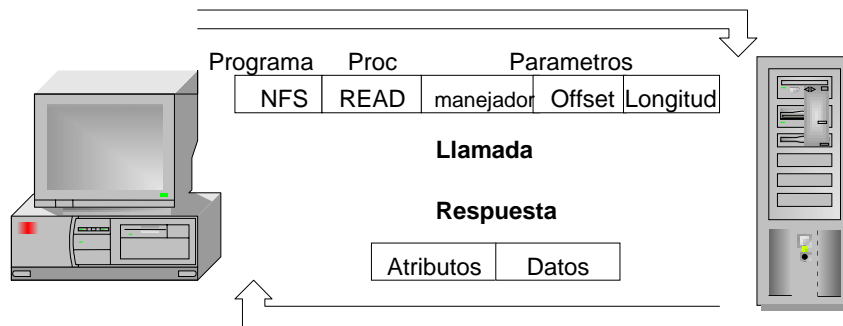 Programa Proc Parametros
NFS READ manejador Offset Longitud
Llamada
Respuesta
Atributos Datos